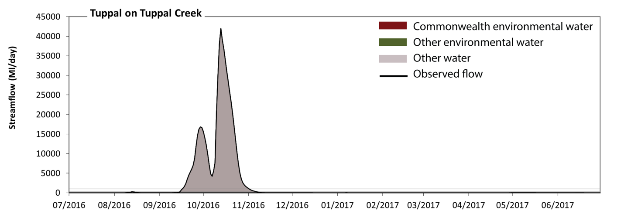 Tuppal on Tuppal Creek
45000
40000
35000
30000
25000
20000
15000
10000
5000
0
Streamflow (Ml/day)
Commonwealth environmental water
Other environmental water
Other water
Observed flow
07/2016 08/2016 09/2016 10/2016 11/2016 12/2016 01/2017 02/2017 03/2017 04/2017 05/2017 06/2017